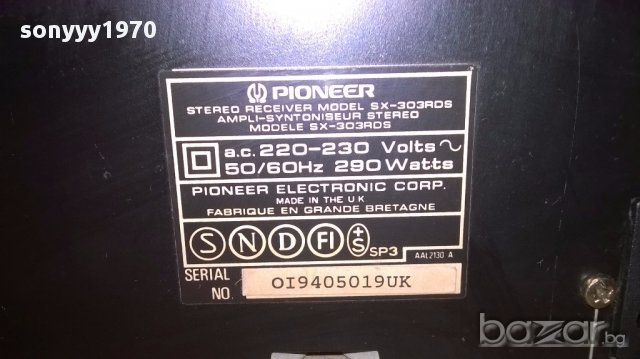 sonyyy1970
PIONEER
STEREO RECEIVER MODEL SX-303RDS
AMPLI-SYNTONISEUR STEREO
MODELE SX-303RDS
a.c. 220-230 Volts~
50/60Hz 290 Watts
PIONEER ELECTRONIC CORP.
MADE IN THE U K
FABRIQUE EN GRANDE BRETAGNE
S N D FI +S SP3 AAL2130 A
SERIAL
NO. OI9405019UK
bazar.bg